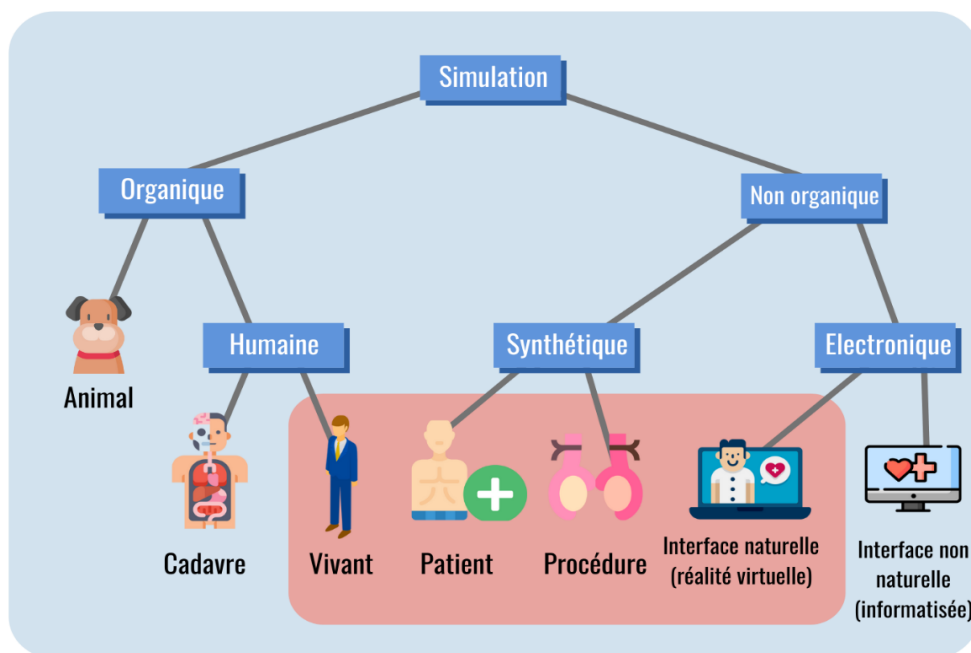 Simulation
Organique
Non organique
Humaine
Synthétique
Electronique
Animal
Cadavre
Vivant
Patient
Procédure
Interface naturelle
(réalité virtuelle)
Interface non
naturelle
(informatisée)